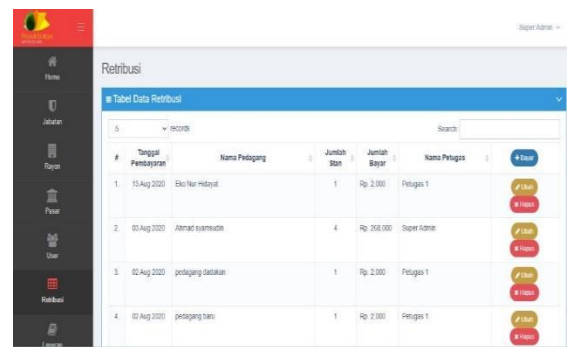 Super Admin
Home
Jabatan
Rayon
Pasar
User
Retribusi
Laporan
Retribusi
Tabel Data Retribusi
5 records
Search:
# Tanggal Pembayaran Nama Pedagang Jumlah Stan Jumlah Bayar Nama Petugas + Bayar
1. 13 Aug 2020 Eko Nur Hidayat 1 Rp. 2.000 Petugas 1 Ubah Hapus
2. 03 Aug 2020 Ahmad syamsudin 4 Rp. 268.000 Super Admin Ubah Hapus
3. 02 Aug 2020 pedagang dadakan 1 Rp. 2.000 Petugas 1 Ubah Hapus
4. 02 Aug 2020 pedagang baru 1 Rp. 2.000 Petugas 1 Ubah Hapus